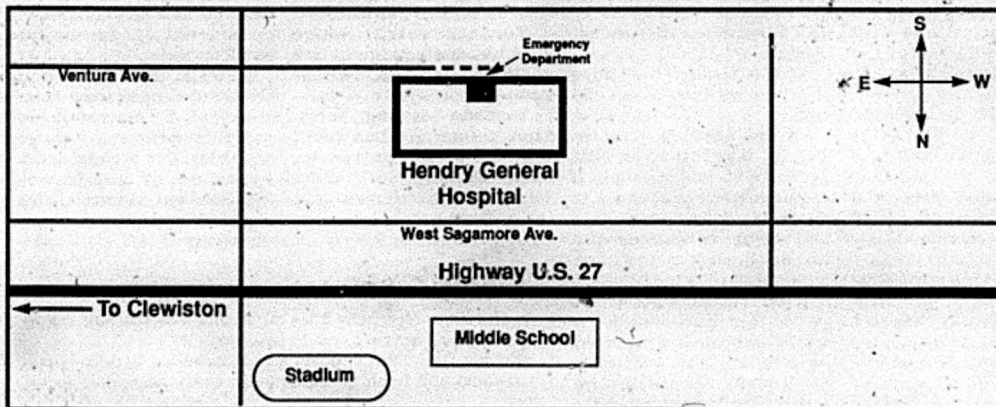 S
Emergency
Department
Ventura Ave.
E
W
N
Hendry General
Hospital
West Sagamore Ave.
Highway U.S. 27
To Clewiston
Middle School
Stadium